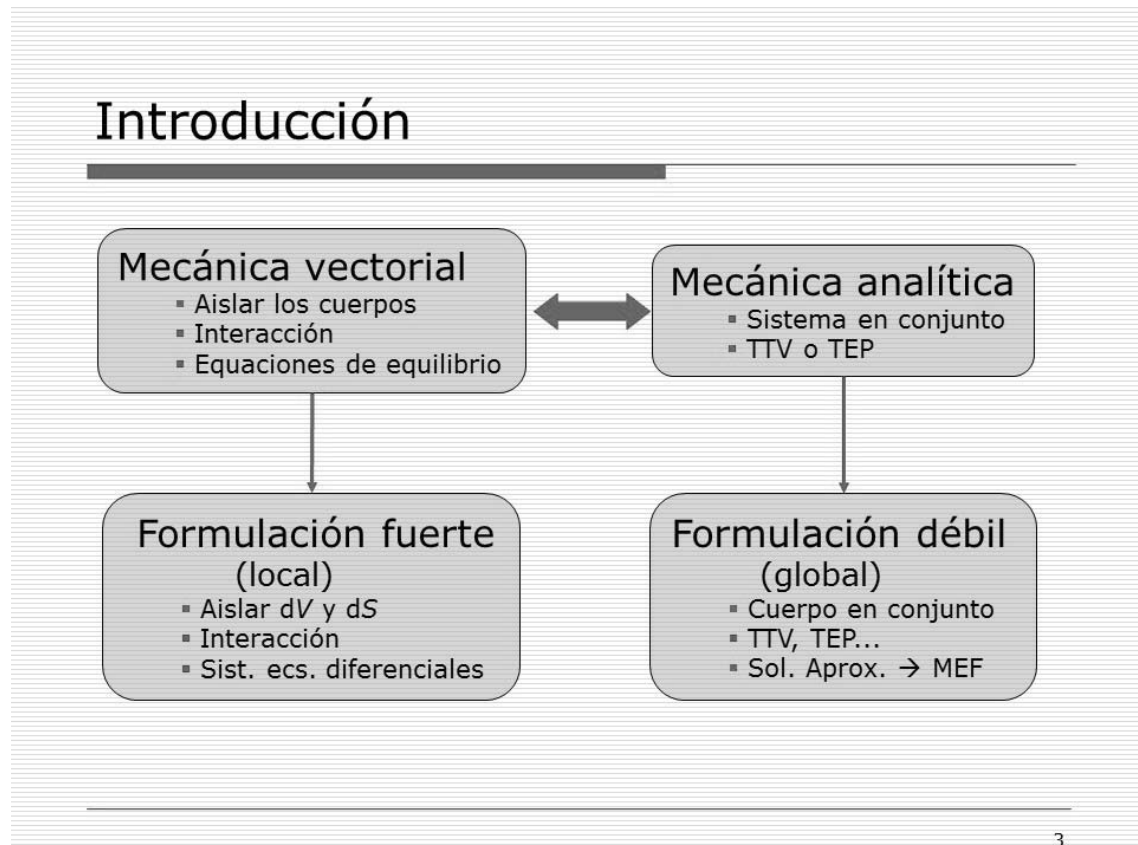 Introducción
Mecánica vectorial
▪ Aislar los cuerpos
▪ Interacción
▪ Equaciones de equilibrio
Mecánica analítica
▪ Sistema en conjunto
▪ TTV o TEP
Formulación fuerte
(local)
▪ Aislar dV y dS
▪ Interacción
▪ Sist. ecs. diferenciales
Formulación débil
(global)
▪ Cuerpo en conjunto
▪ TTV, TEP...
▪ Sol. Aprox. → MEF
3